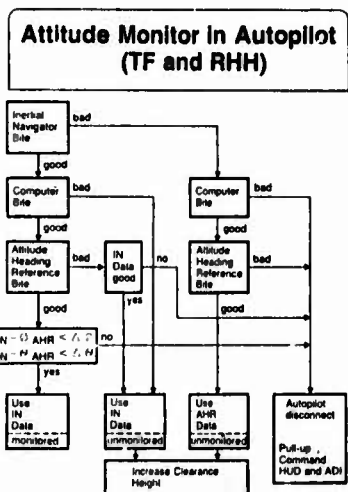 Attitude Monitor in Autopilot
(TF and RHH)
Inertial
Navigator
Bite
bad
good
Computer
Bite
bad
Computer
Bite
bad
good
good
Attitude
Heading
Reference
Bite
bad
IN
Data
good
no
Attitude
Heading
Reference
Bite
bad
good
yes
good
AHR <
AHR <
no
yes
Use
IN
Data
monitored
Use
IN
Data
unmonitored
Use
AHR
Data
unmonitored
Autopilot
disconnect
Pull-up
Command
HUD and ADI
Increase Clearance
Height